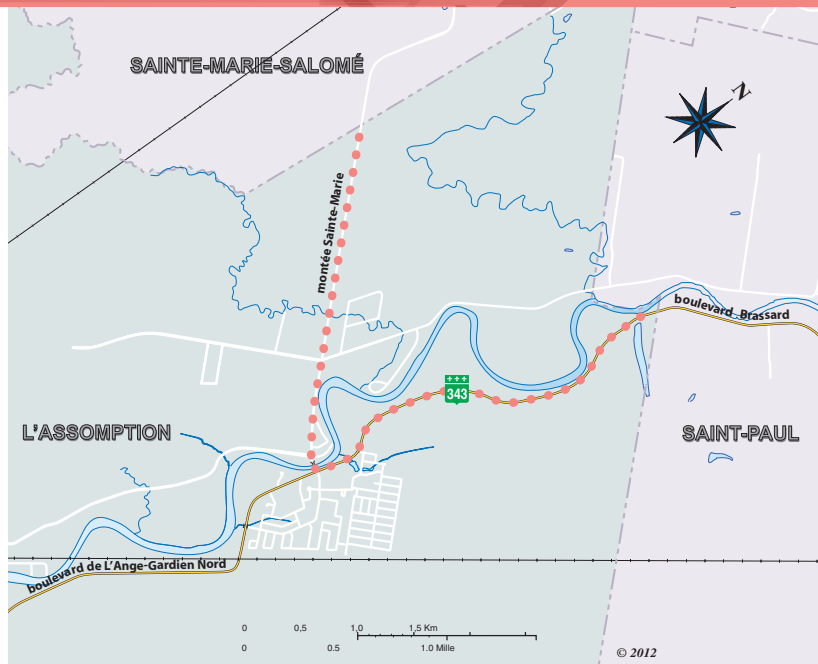 SAINTE-MARIE-SALOMÉ
N
montée Sainte-Marie
boulevard Brassard
343
L'ASSOMPTION
SAINT-PAUL
boulevard de L'Ange-Gardien Nord
0 0,5 1.0 1,5 Km
0 0.5 1.0 Mille
© 2012